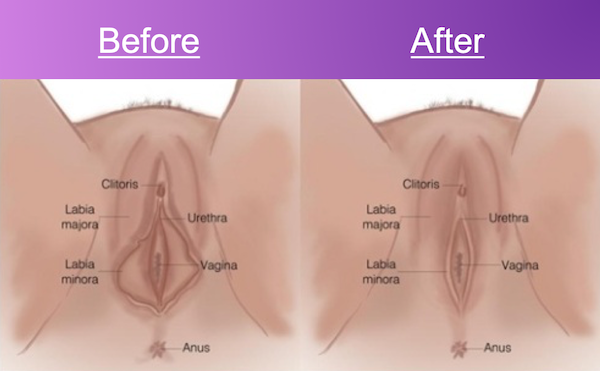 Before
After
Clitoris
Labia
majora
Urethra
Labia
minora
Vagina
Anus
Clitoris
Labia
majora
Urethra
Labia
minora
Vagina
Anus